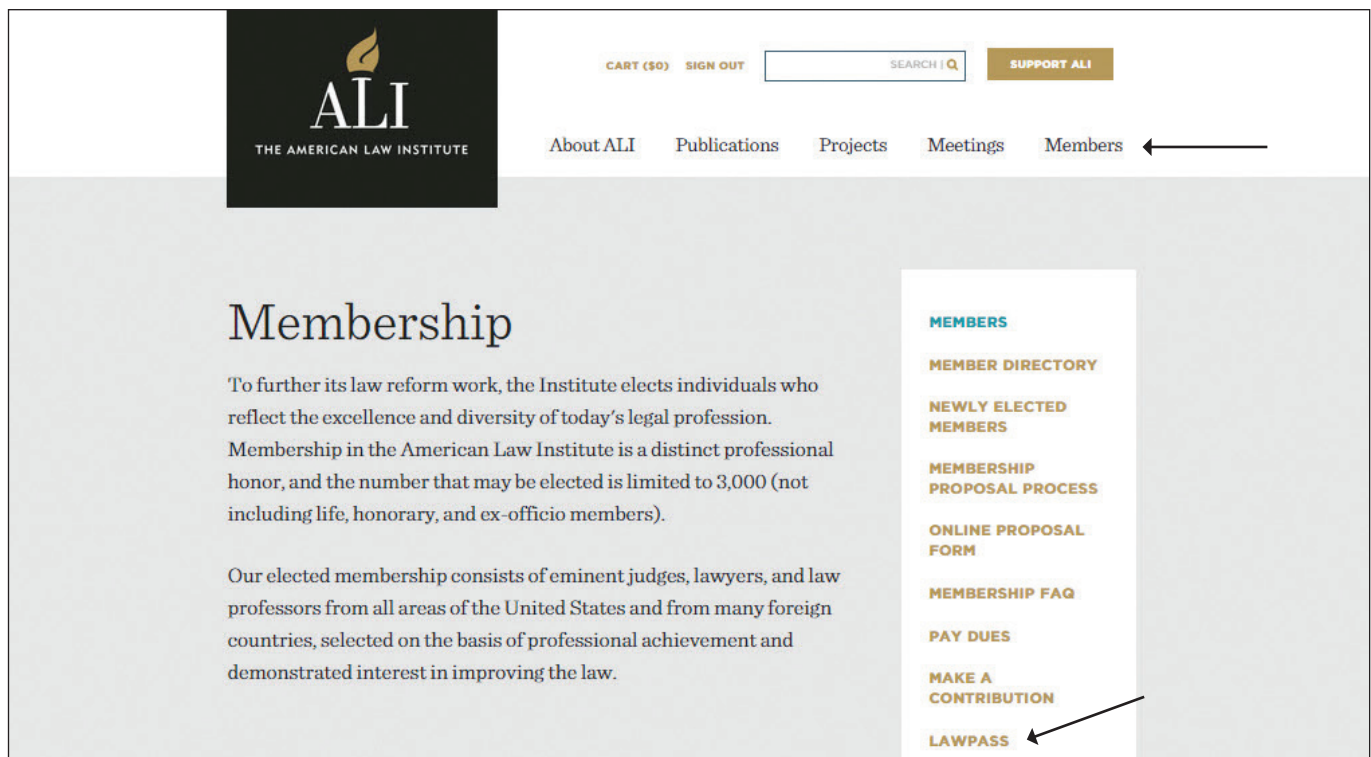 CART ($0) SIGN OUT SEARCH | SUPPORT ALI
ALI
THE AMERICAN LAW INSTITUTE
About ALI Publications Projects Meetings Members
Membership
To further its law reform work, the Institute elects individuals who
reflect the excellence and diversity of today's legal profession.
Membership in the American Law Institute is a distinct professional
honor, and the number that may be elected is limited to 3,000 (not
including life, honorary, and ex-officio members).
Our elected membership consists of eminent judges, lawyers, and law
professors from all areas of the United States and from many foreign
countries, selected on the basis of professional achievement and
demonstrated interest in improving the law.
MEMBERS
MEMBER DIRECTORY
NEWLY ELECTED
MEMBERS
MEMBERSHIP
PROPOSAL PROCESS
ONLINE PROPOSAL
FORM
MEMBERSHIP FAQ
PAY DUES
MAKE A
CONTRIBUTION
LAWPASS